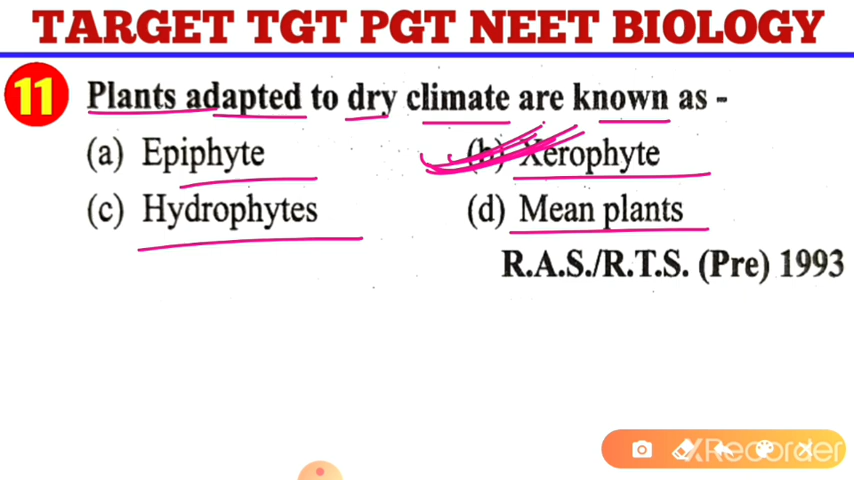 TARGET TGT PGT NEET BIOLOGY
11 Plants adapted to dry climate are known as -
(a) Epiphyte (b) Xerophyte
(c) Hydrophytes (d) Mean plants
R.A.S./R.T.S. (Pre) 1993
XRecorder